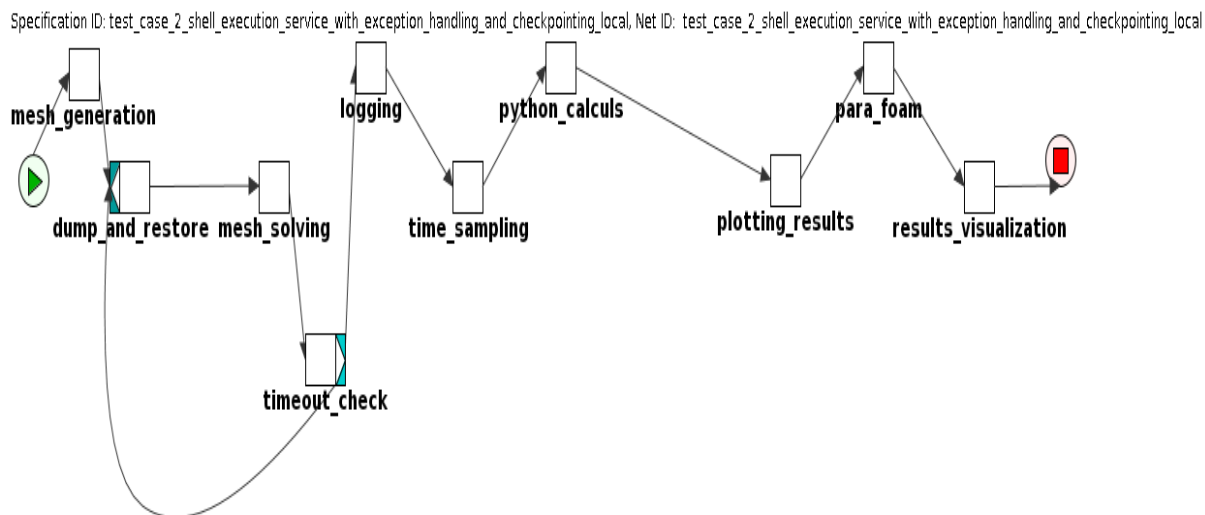 Specification ID: test_case_2_shell_execution_service_with_exception_handling_and_checkpointing_local, Net ID: test_case_2_shell_execution_service_with_exception_handling_and_checkpointing_local
mesh_generation
logging
python_calculs
para_foam
dump_and_restore
mesh_solving
time_sampling
plotting_results
results_visualization
timeout_check